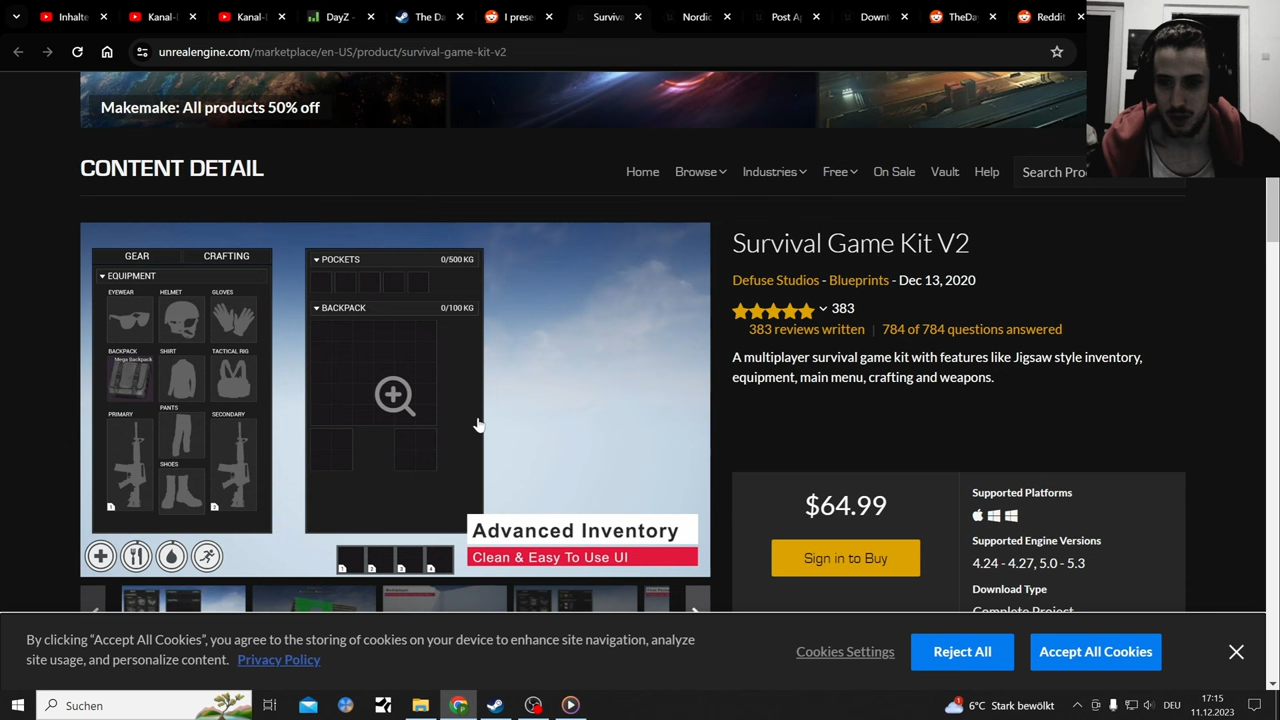 Inhalte
Kanal-I
Kanal-I
DayZ -
The Da
I prese
Surviva
Nordic
Post Ap
Downt
TheDay
Reddit
unrealengine.com/marketplace/en-US/product/survival-game-kit-v2
Makemake: All products 50% off
CONTENT DETAIL
Home
Browse
Industries
Free
On Sale
Vault
Help
Search Pro
GEAR
CRAFTING
EQUIPMENT
EYEWEAR
HELMET
GLOVES
BACKPACK
SHIRT
TACTICAL RIG
Mega Backpack
PRIMARY
PANTS
SECONDARY
SHOES
POCKETS 0/500 KG
BACKPACK 0/100 KG
Advanced Inventory
Clean & Easy To Use UI
Survival Game Kit V2
Defuse Studios - Blueprints - Dec 13, 2020
383
383 reviews written | 784 of 784 questions answered
A multiplayer survival game kit with features like Jigsaw style inventory,
equipment, main menu, crafting and weapons.
$64.99
Sign in to Buy
Supported Platforms
Supported Engine Versions
4.24 - 4.27, 5.0 - 5.3
Download Type
Complete Project
By clicking “Accept All Cookies”, you agree to the storing of cookies on your device to enhance site navigation, analyze
site usage, and personalize content. Privacy Policy
Cookies Settings
Reject All
Accept All Cookies
Suchen
6°C Stark bewölkt
DEU
17:15
11.12.2023